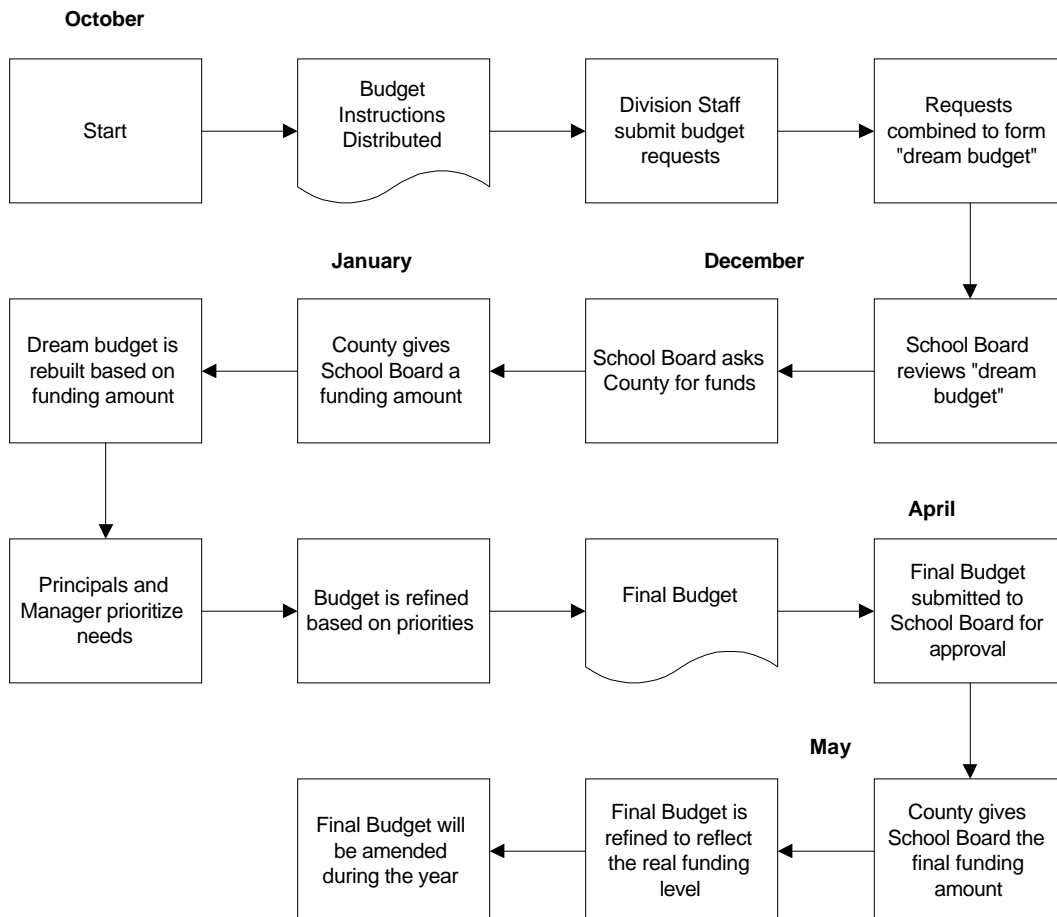 October
Start
Budget
Instructions
Distributed
Division Staff
submit budget
requests
Requests
combined to form
"dream budget"
January
December
Dream budget is
rebuilt based on
funding amount
County gives
School Board a
funding amount
School Board asks
County for funds
School Board
reviews "dream
budget"
April
Principals and
Manager prioritize
needs
Budget is refined
based on priorities
Final Budget
Final Budget
submitted to
School Board for
approval
May
Final Budget will
be amended
during the year
Final Budget is
refined to reflect
the real funding
level
County gives
School Board the
final funding
amount